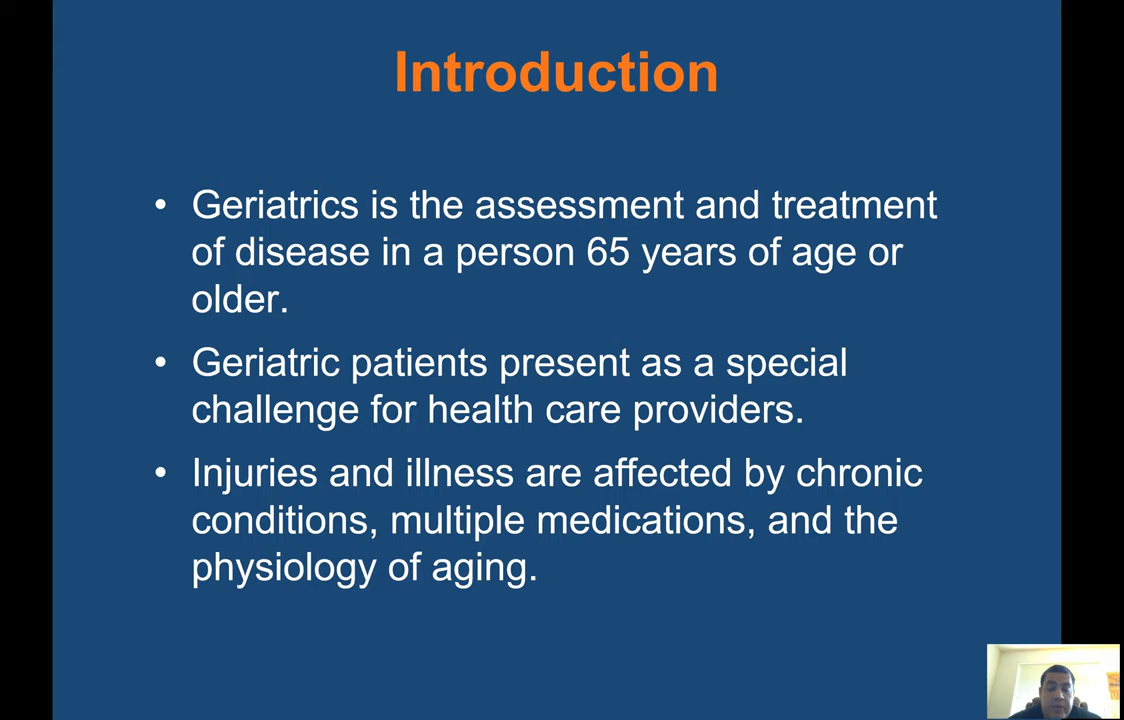 Introduction
• Geriatrics is the assessment and treatment
of disease in a person 65 years of age or
older.
• Geriatric patients present as a special
challenge for health care providers.
• Injuries and illness are affected by chronic
conditions, multiple medications, and the
physiology of aging.